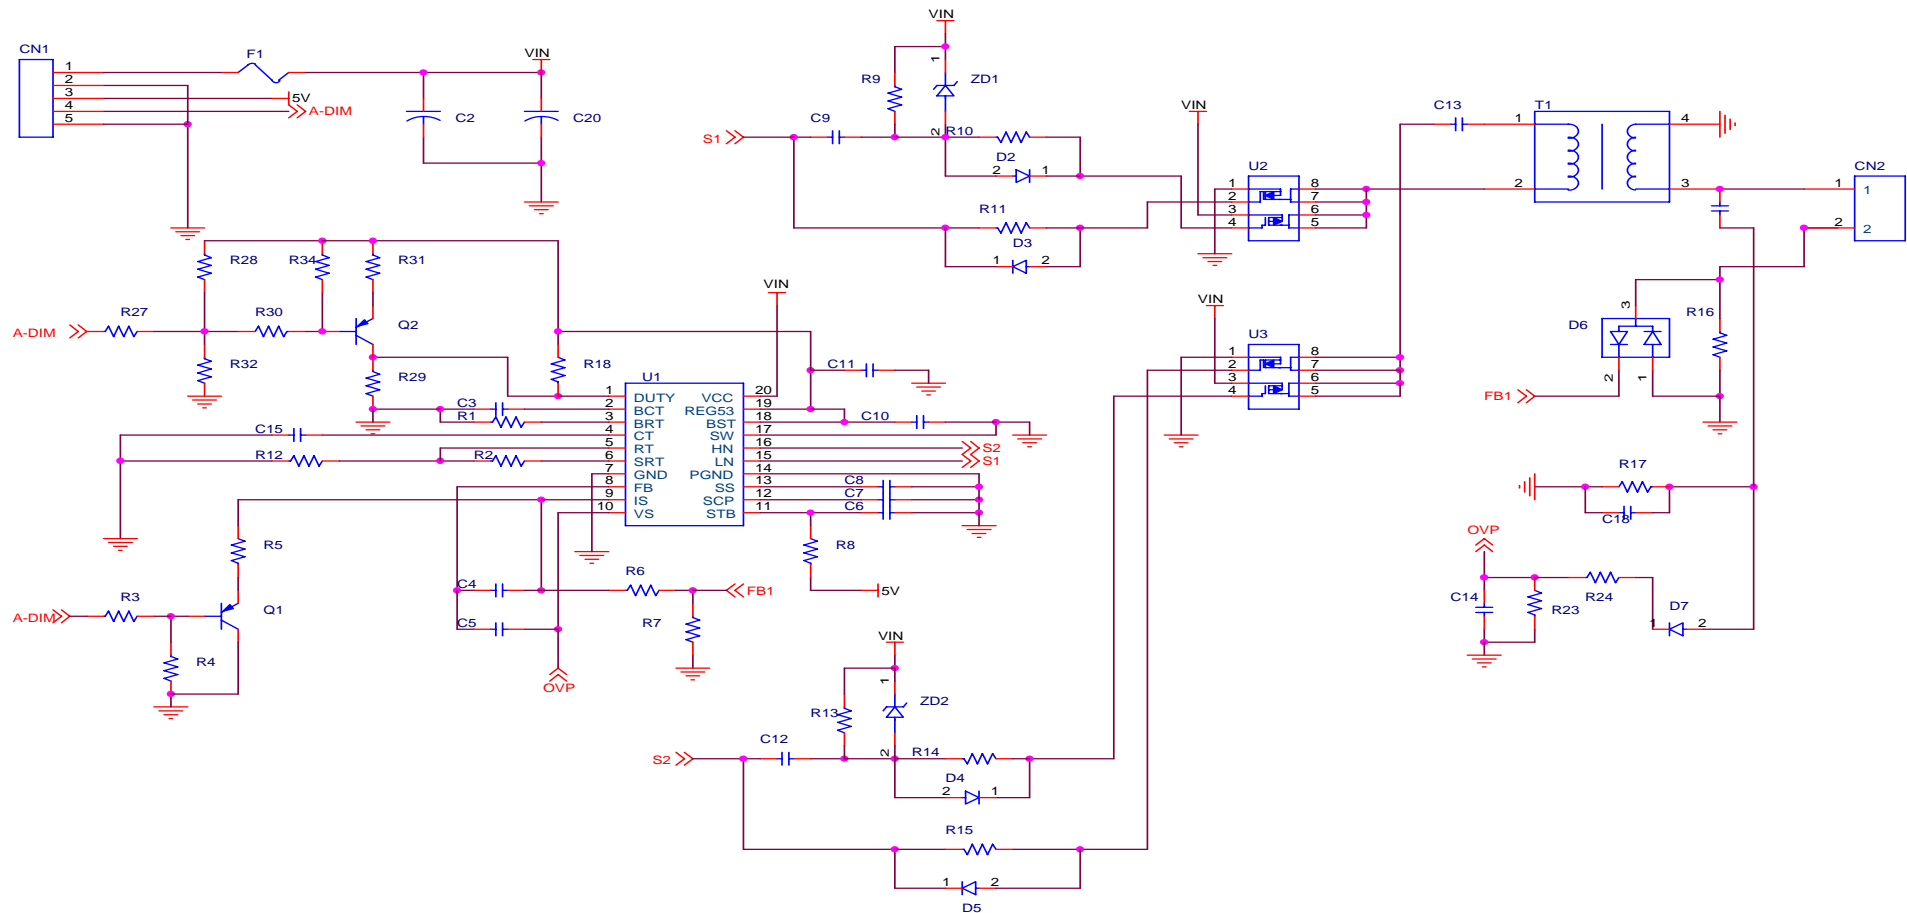 CN1
1
2
3
4
5
F1
5V
A-DIM
VIN
C2
C20
VIN
R9
1
ZD1
2
S1
C9
R10
D2
2
1
R11
D3
1
2
VIN
U2
1
2
3
4
8
7
6
5
C13
T1
1
2
4
3
CN2
1
1
2
2
R28
R34
R31
A-DIM
R27
R30
Q2
R32
R29
R18
VIN
C11
U1
1
2
3
4
5
6
7
8
9
10
DUTY
BCT
BRT
CT
RT
SRT
GND
FB
IS
VS
VCC
REG53
BST
SW
HN
LN
PGND
SS
SCP
STB
20
19
18
17
16
15
14
13
12
11
C3
R1
C15
R12
R2
C10
S2
S1
C8
C7
C6
R8
5V
VIN
U3
1
2
3
4
8
7
6
5
D6
3
2
1
R16
FB1
R17
C18
OVP
C14
R23
R24
D7
1
2
R5
A-DIM
R3
Q1
R4
C4
C5
OVP
R6
FB1
R7
VIN
R13
1
ZD2
2
S2
C12
R14
D4
2
1
R15
1
2
D5